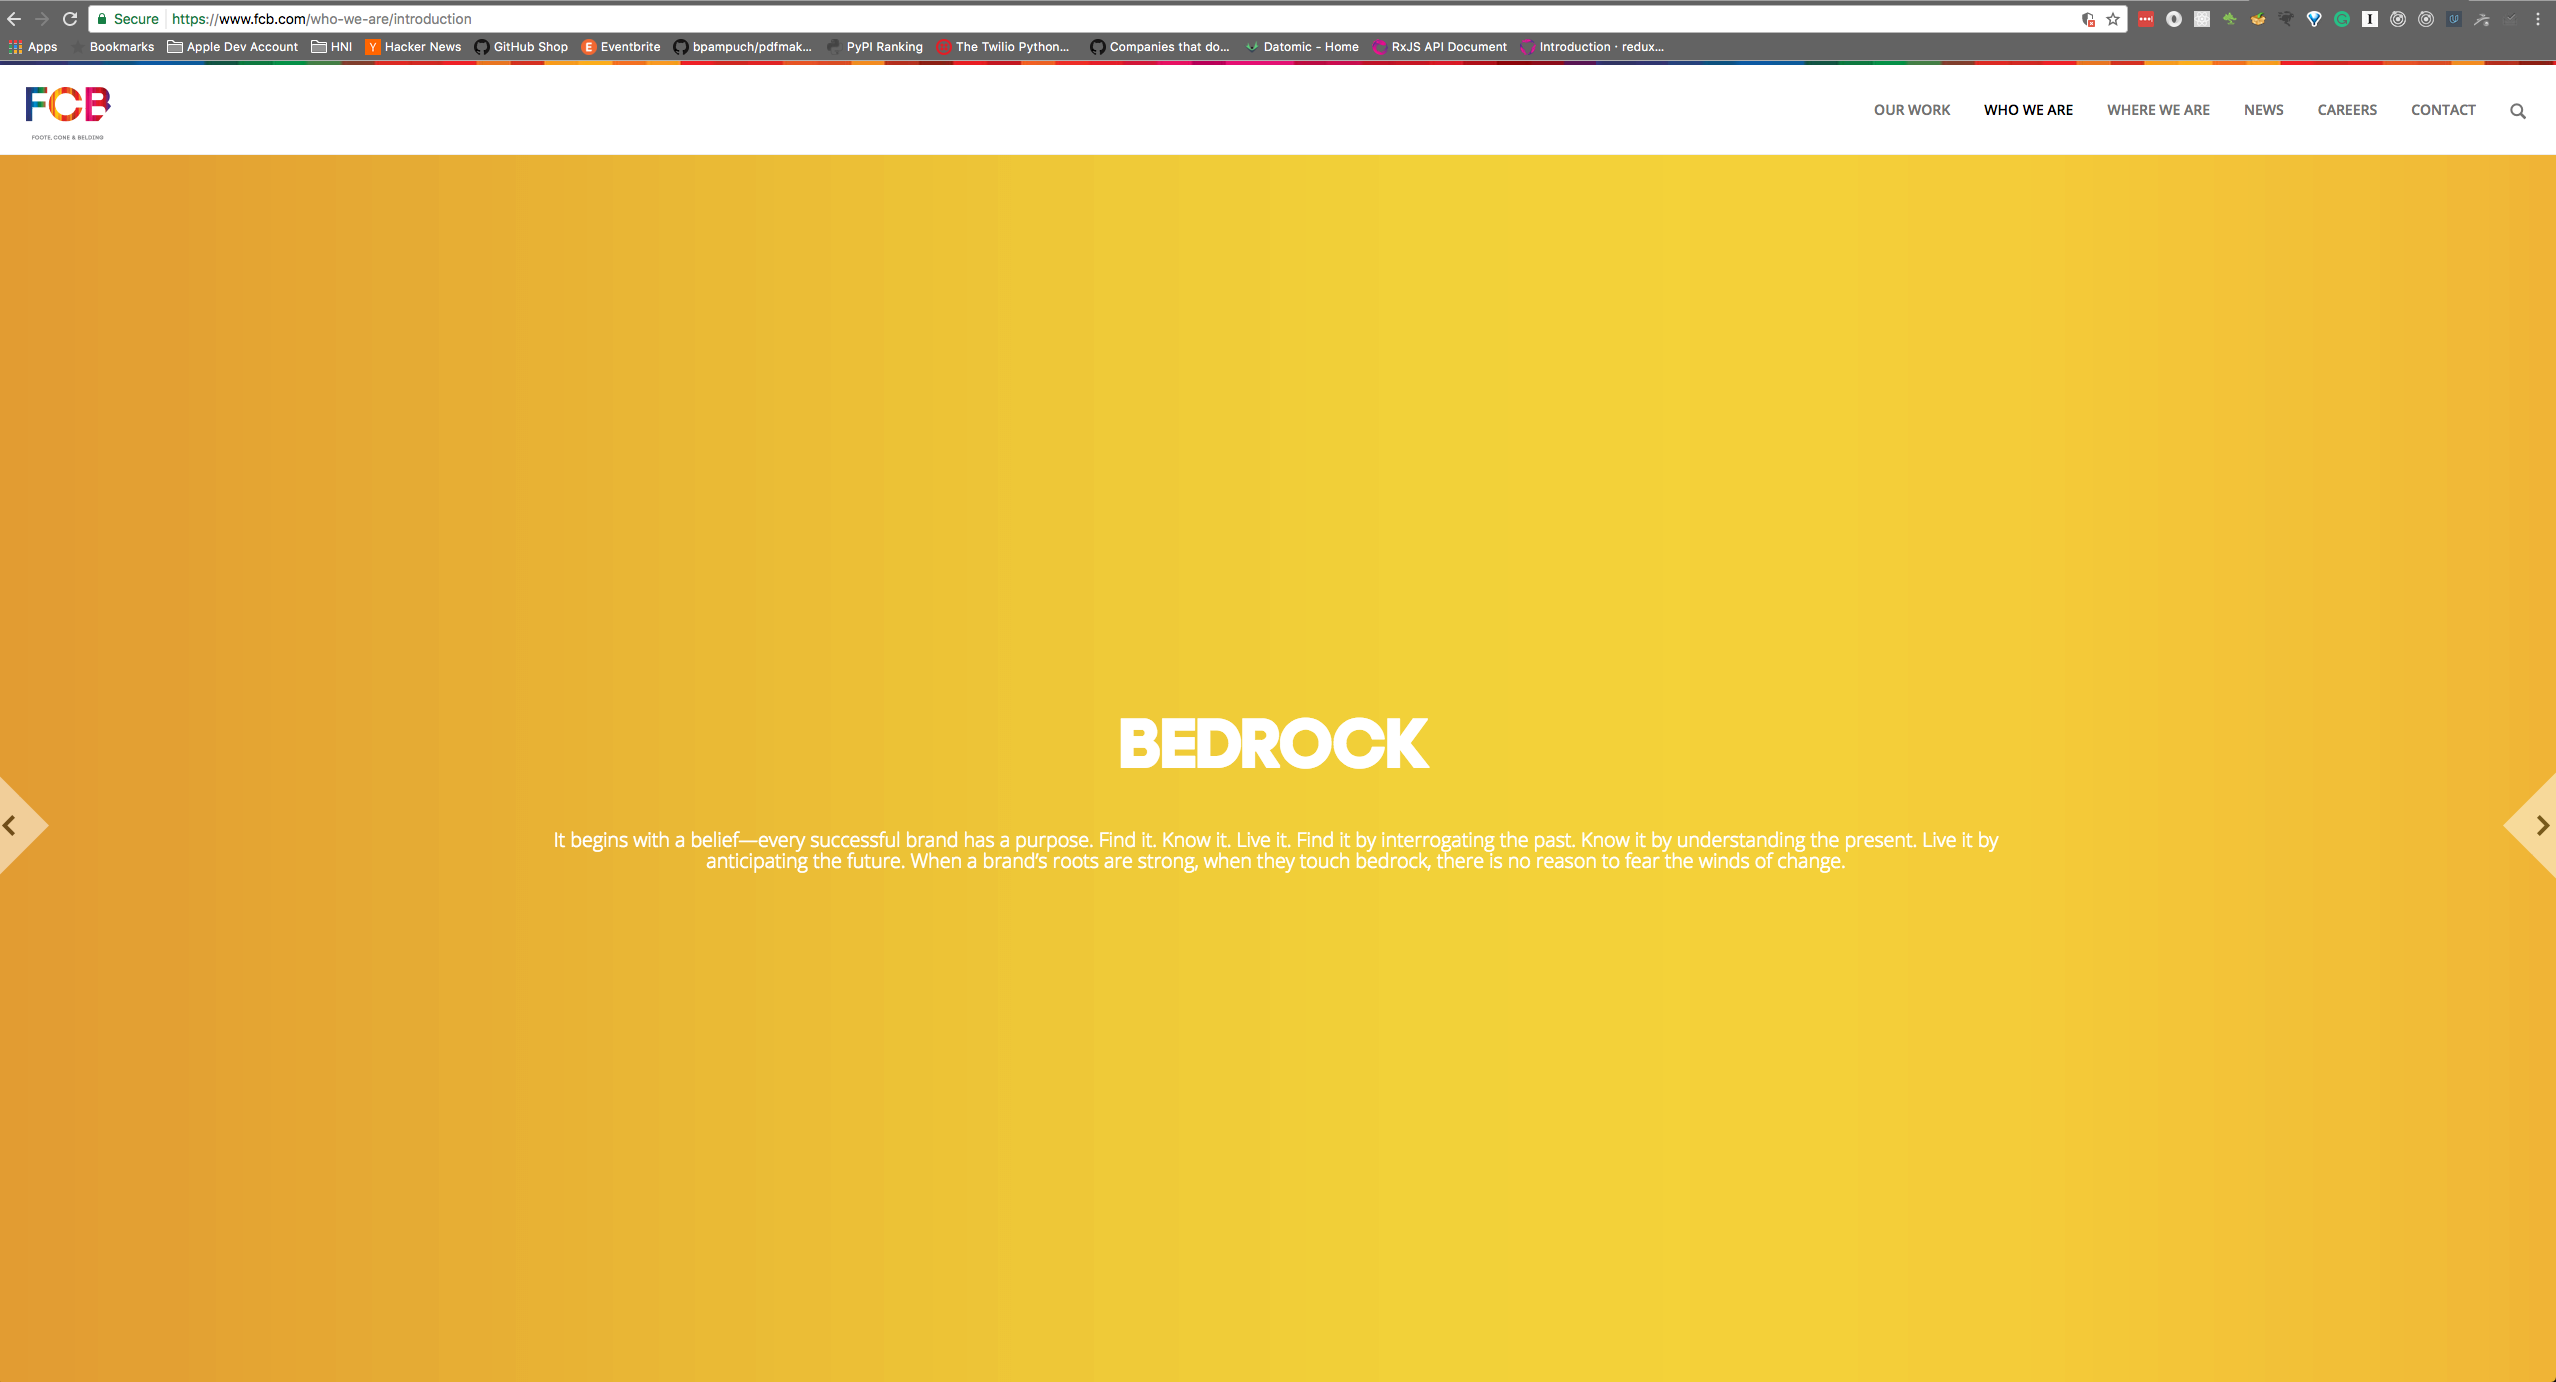 Secure https://www.fcb.com/who-we-are/introduction
Apps Bookmarks Apple Dev Account HNI Hacker News GitHub Shop Eventbrite bpampuch/pdfmak... PyPI Ranking The Twilio Python... Companies that do... Datomic - Home RxJS API Document Introduction · redux...
FCB
FOOTE, CONE & BELDING
OUR WORK WHO WE ARE WHERE WE ARE NEWS CAREERS CONTACT
BEDROCK
It begins with a belief—every successful brand has a purpose. Find it. Know it. Live it. Find it by interrogating the past. Know it by understanding the present. Live it by
anticipating the future. When a brand’s roots are strong, when they touch bedrock, there is no reason to fear the winds of change.